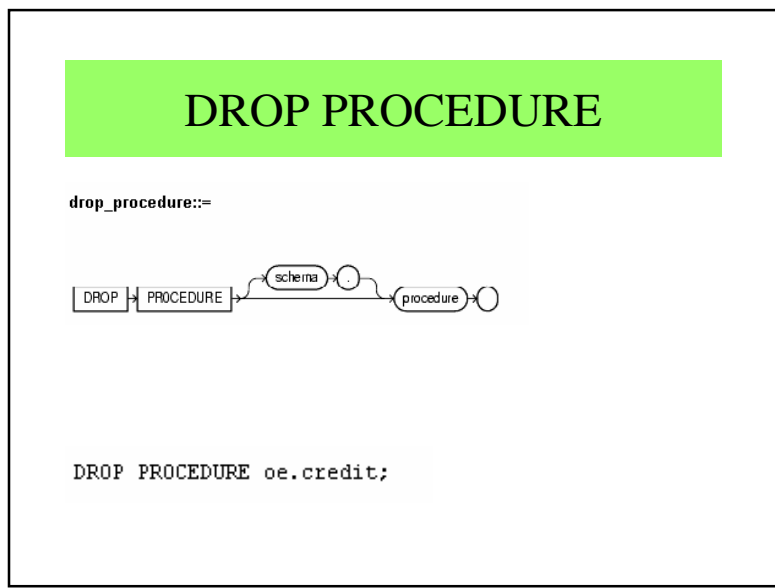 DROP PROCEDURE
drop_procedure::=
schema .
DROP PROCEDURE procedure
DROP PROCEDURE oe.credit;